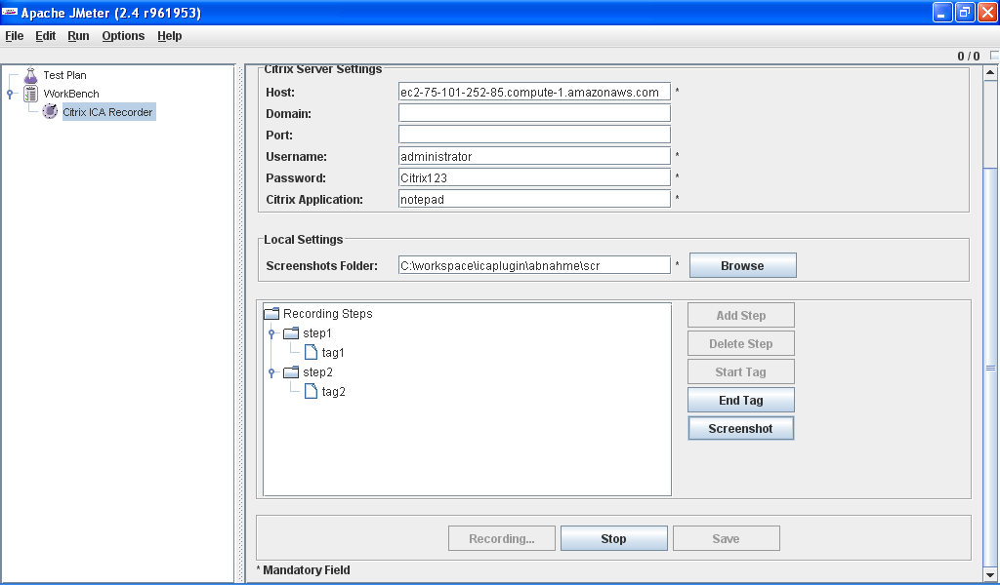 Apache JMeter (2.4 r961953)
File Edit Run Options Help
0 / 0
Test Plan
WorkBench
Citrix ICA Recorder
Citrix Server Settings
Host: ec2-75-101-252-85.compute-1.amazonaws.com *
Domain:
Port:
Username: administrator *
Password: Citrix123 *
Citrix Application: notepad *
Local Settings
Screenshots Folder: C:\workspace\icaplugin\abnahme\scr * Browse
Recording Steps
step1
tag1
step2
tag2
Add Step
Delete Step
Start Tag
End Tag
Screenshot
Recording... Stop Save
* Mandatory Field